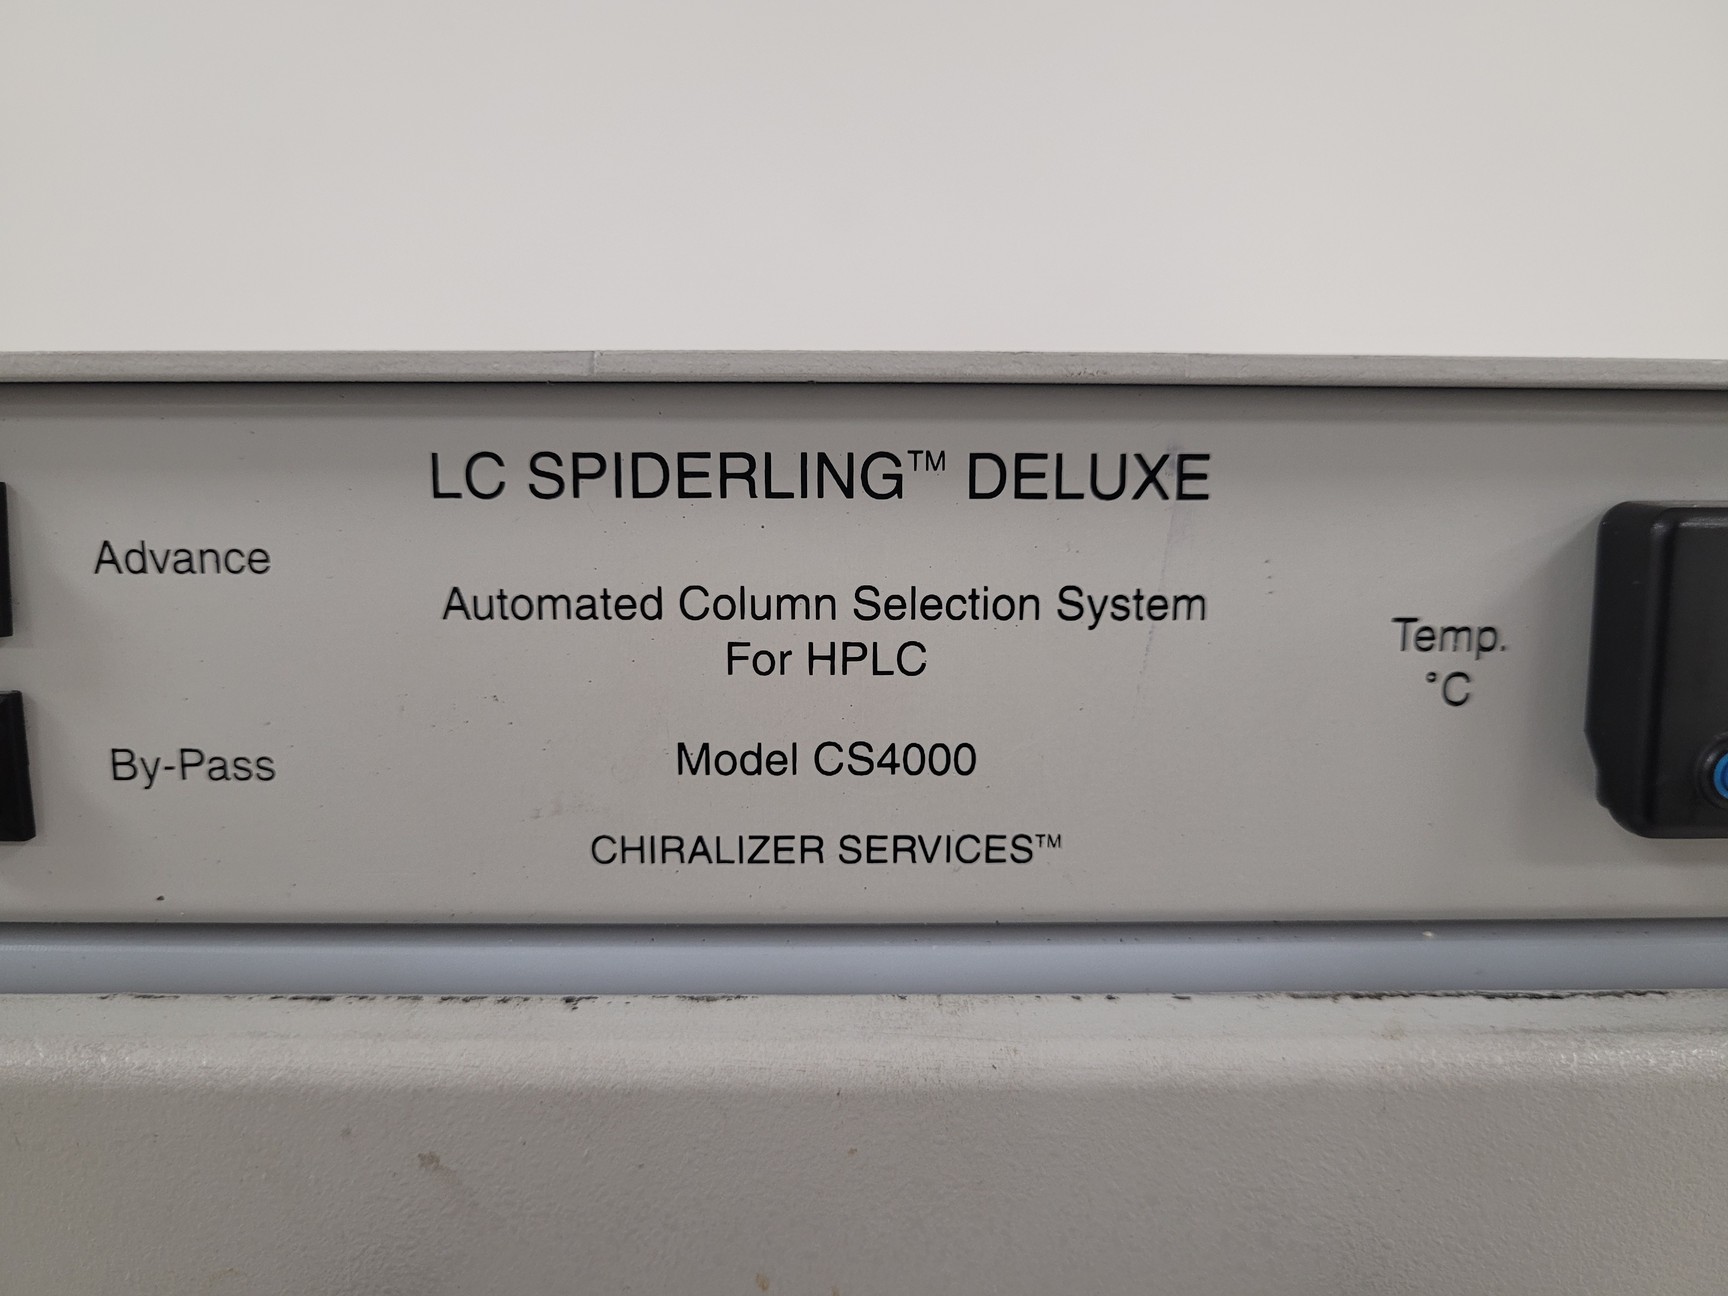 LC SPIDERLING™ DELUXE
Advance
Automated Column Selection System
For HPLC
Temp.
°C
By-Pass
Model CS4000
CHIRALIZER SERVICES™